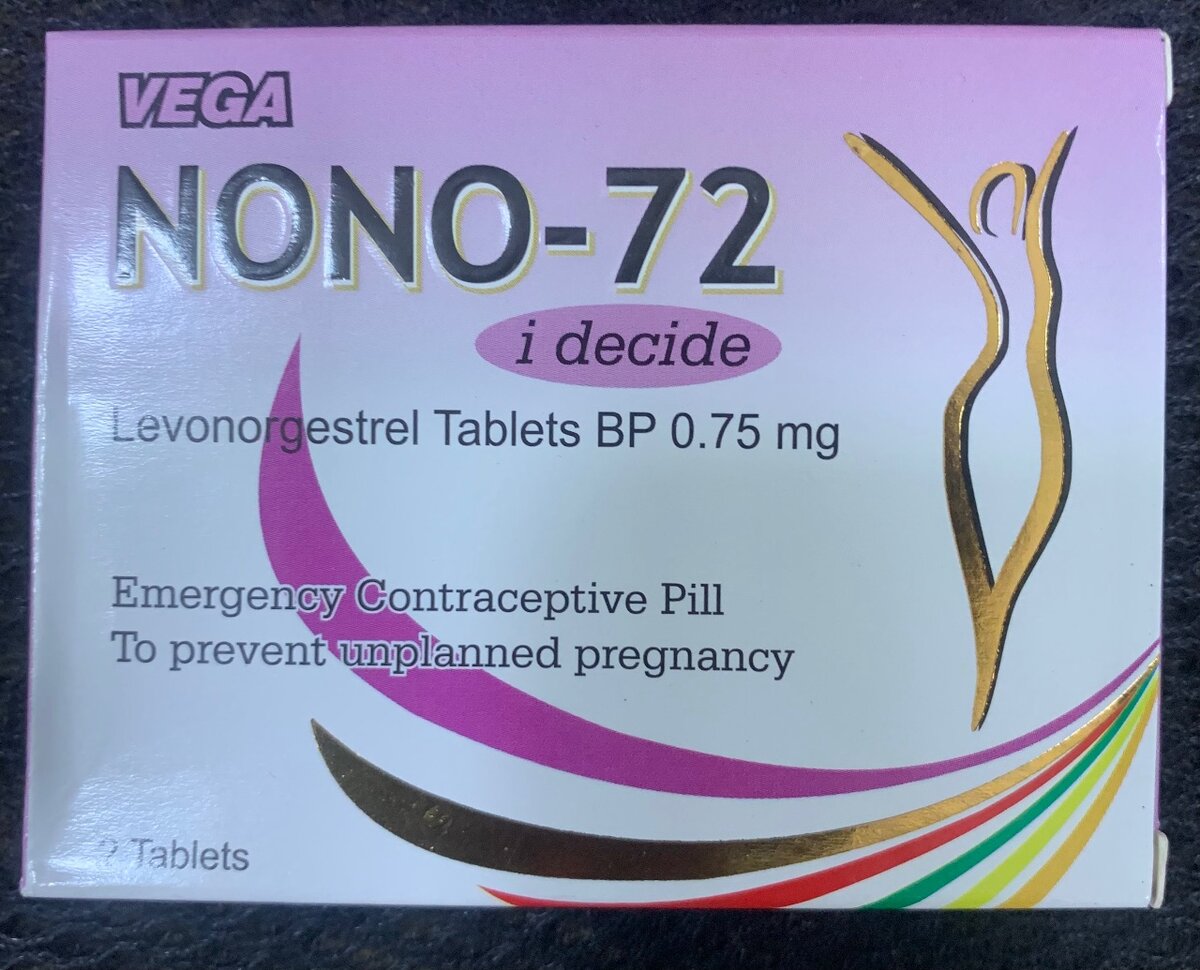 VEGA
NONO-72
i decide
Levonorgestrel Tablets BP 0.75 mg
Emergency Contraceptive Pill
To prevent unplanned pregnancy
2 Tablets